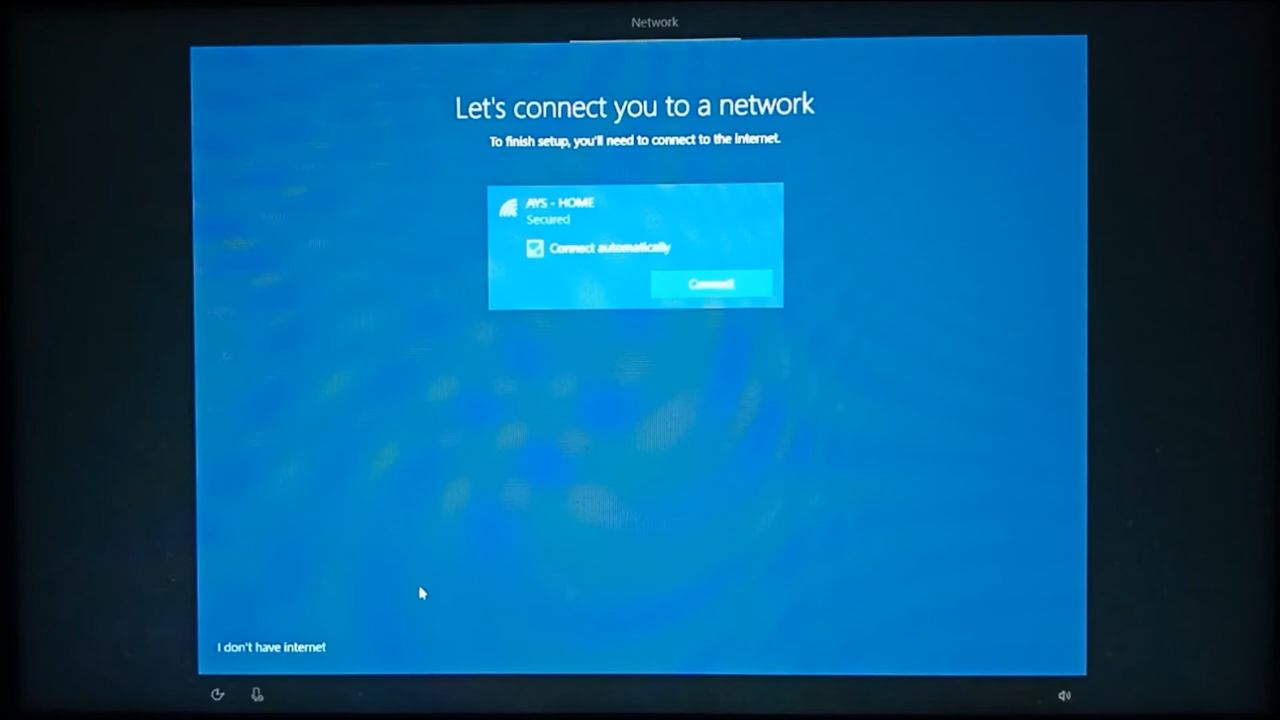 Network
Let's connect you to a network
To finish setup, you'll need to connect to the internet.
AYS - HOME
Secured
Connect automatically
Connect
I don't have internet